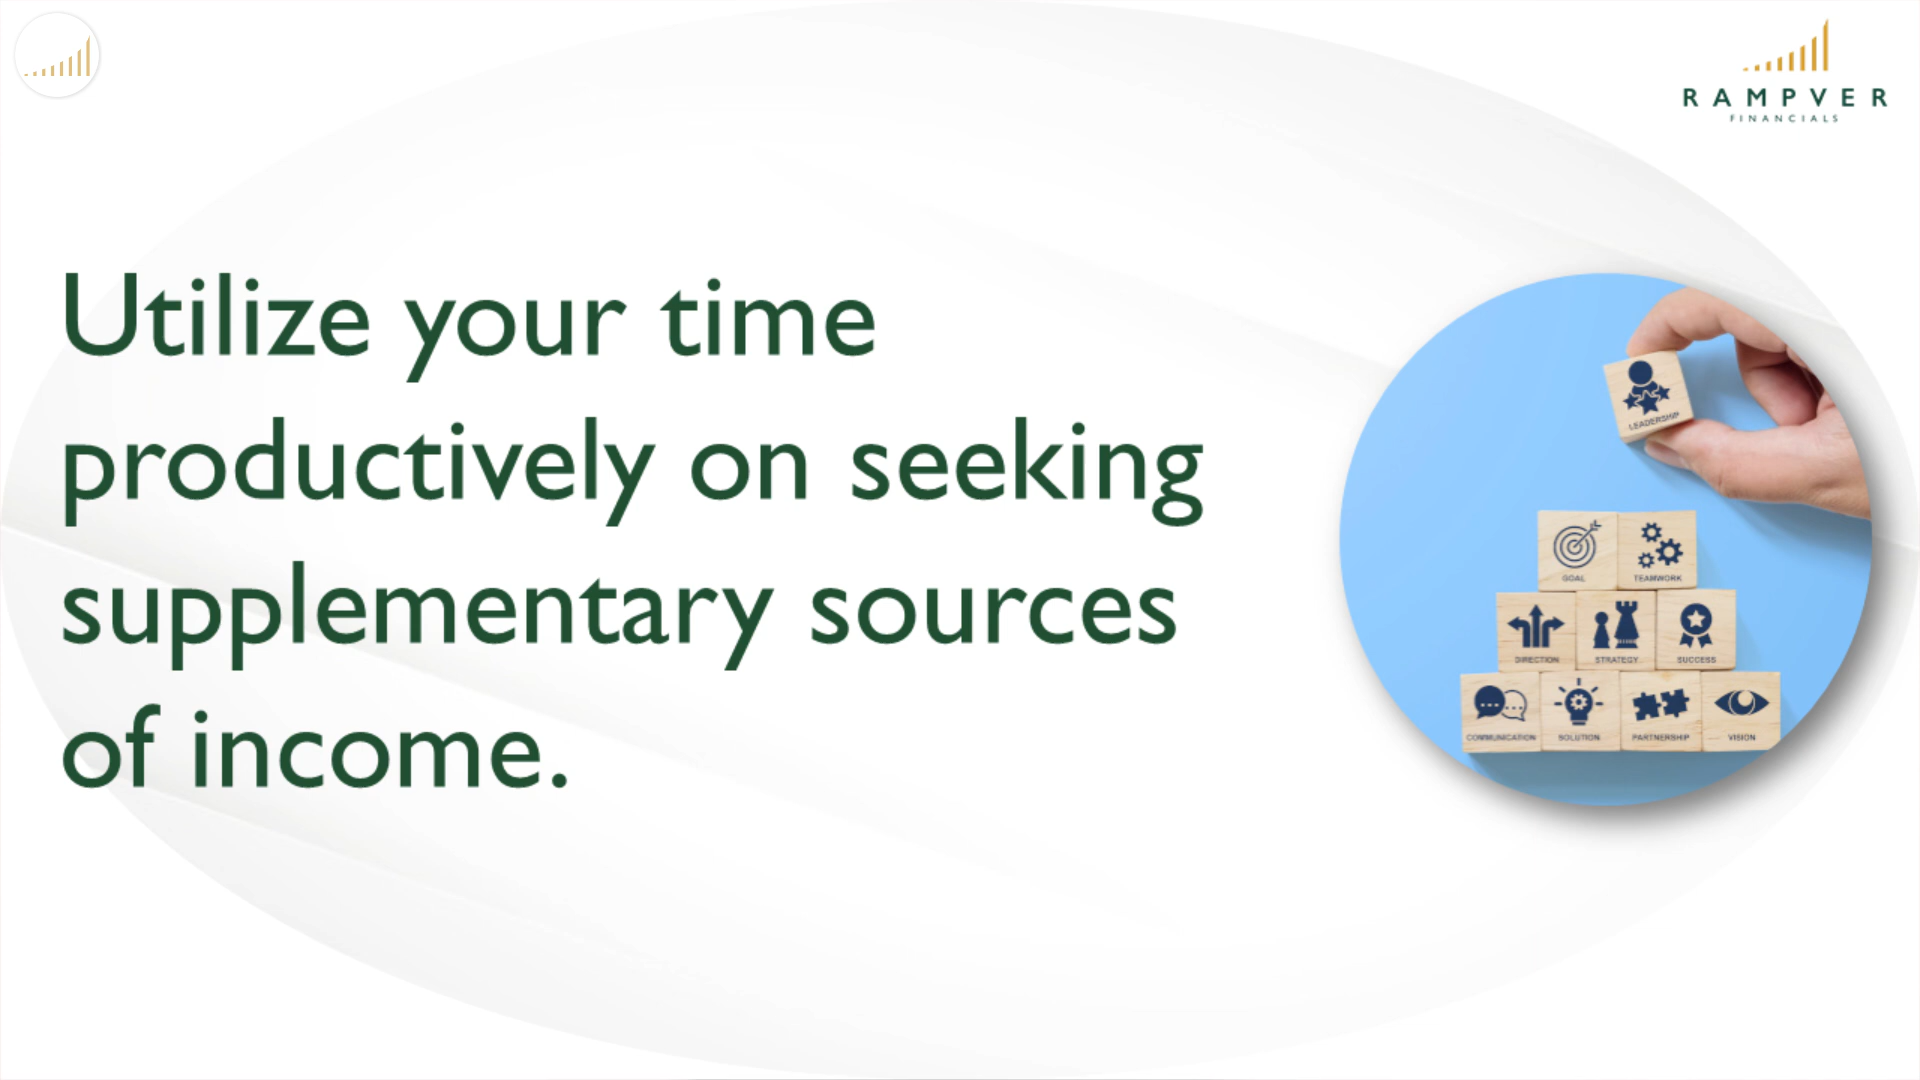 RAMPVER
FINANCIALS
Utilize your time
productively on seeking
supplementary sources
of income.
LEADERSHIP
GOAL
TEAMWORK
DIRECTION
STRATEGY
SUCCESS
COMMUNICATION
SOLUTION
PARTNERSHIP
VISION